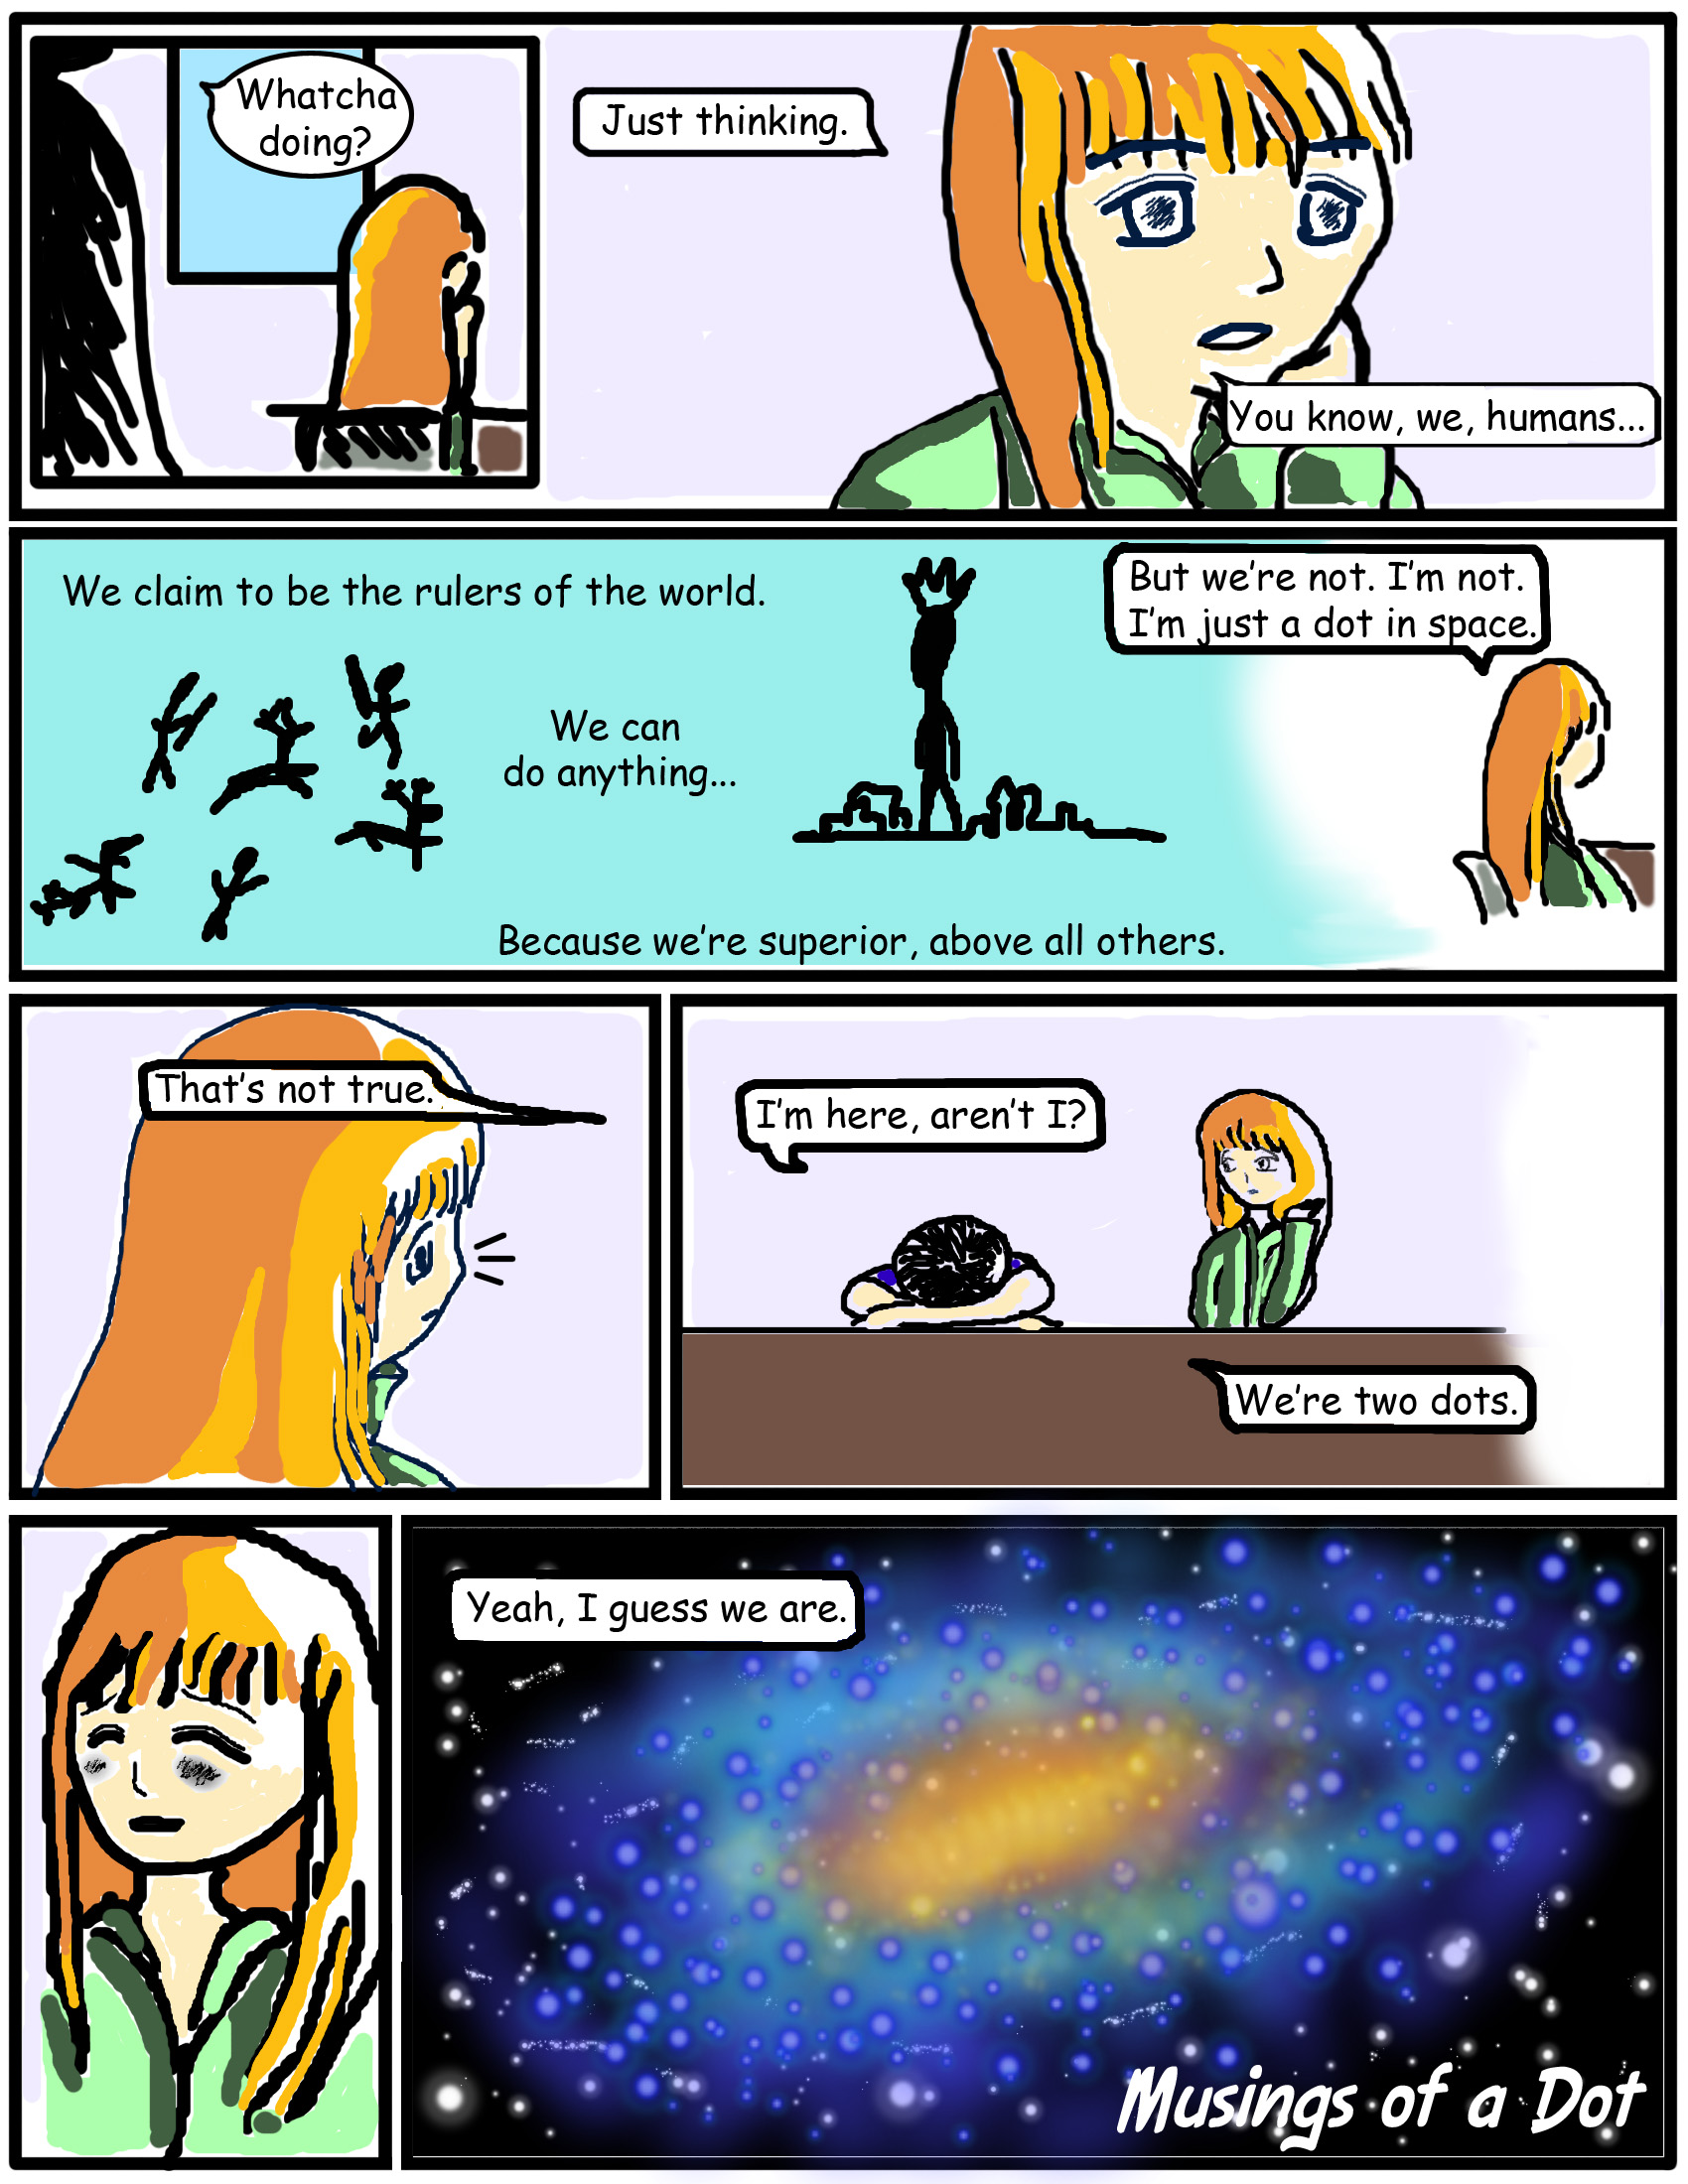 Whatcha
doing?
Just thinking.
You know, we, humans...
We claim to be the rulers of the world.
We can
do anything...
Because we're superior, above all others.
But we're not. I'm not.
I'm just a dot in space.
That's not true.
I'm here, aren't I?
We're two dots.
Yeah, I guess we are.
Musings of a Dot